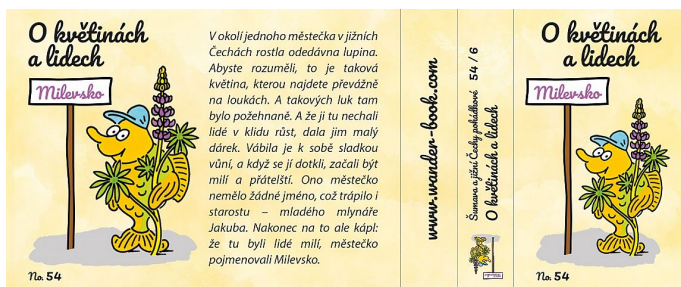 O květinách
a lidech
Milevsko
No. 54
V okolí jednoho městečka v jižních
Čechách rostla odedávna lupina.
Abyste rozuměli, to je taková
květina, kterou najdete převážně
na loukách. A takových luk tam
bylo požehnaně. A že ji tu nechali
lidé v klidu růst, dala jim malý
dárek. Vábila je k sobě sladkou
vůní, a když se jí dotkli, začali být
milí a přátelští. Ono městečko
nemělo žádné jméno, což trápilo i
starostu – mladého mlynáře
Jakuba. Nakonec na to ale kápl:
že tu byli lidé milí, městečko
pojmenovali Milevsko.
www.wander-book.com
Šumava a jižní Čechy pohádkové 54 / 6
O květinách a lidech
O květinách
a lidech
Milevsko
No. 54